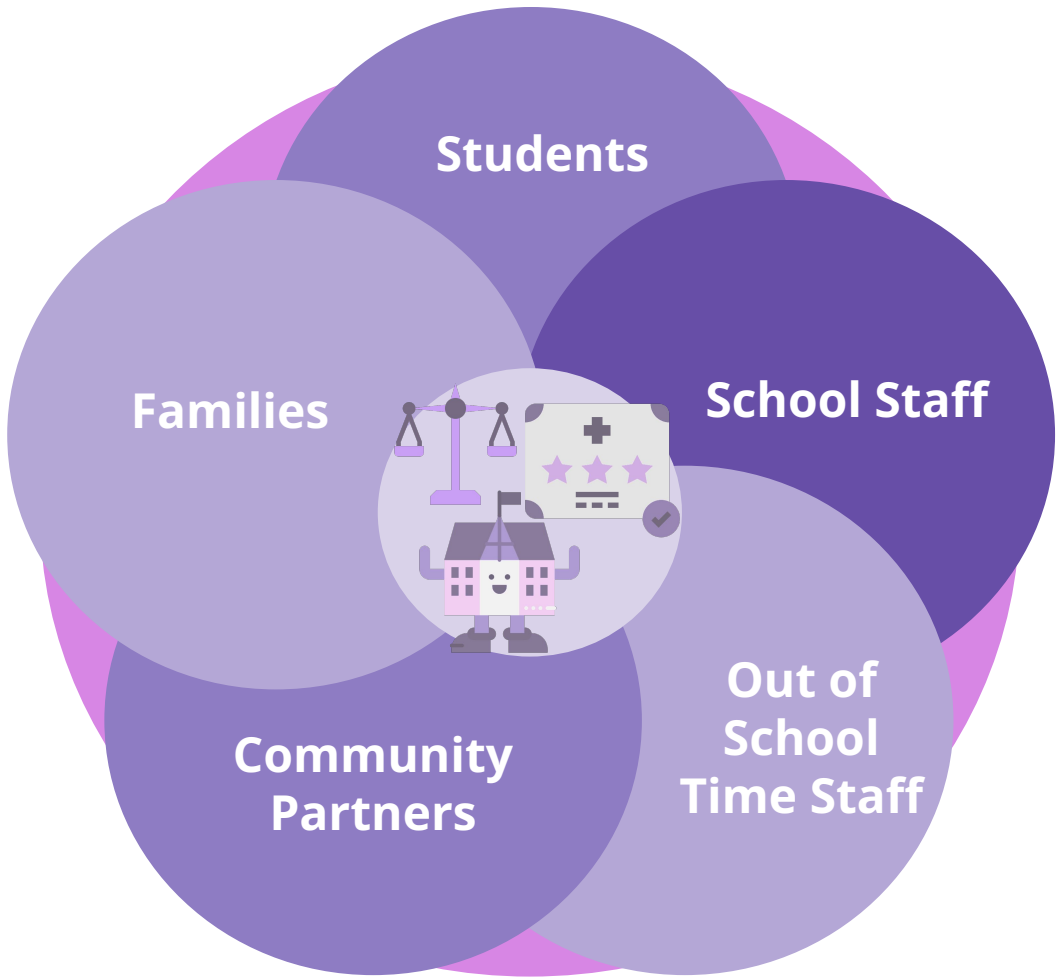 Students
School Staff
Families
Out of
School
Time Staff
Community
Partners